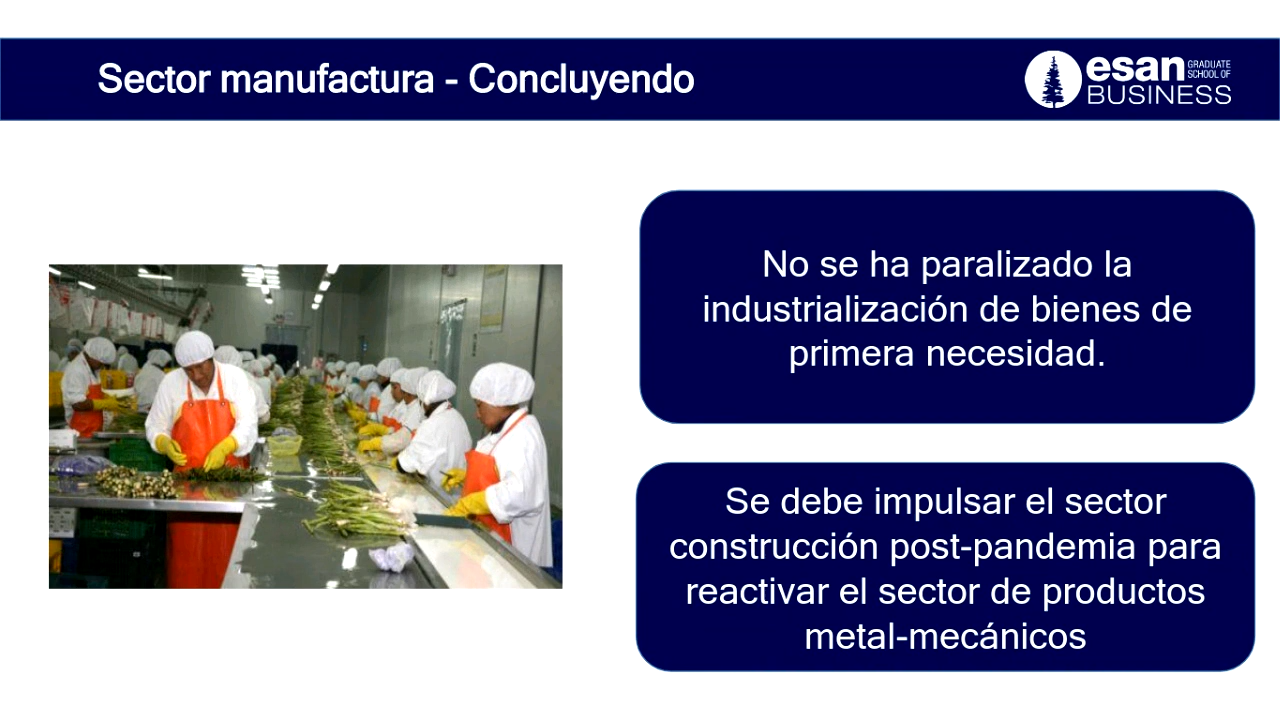 Sector manufactura - Concluyendo
esan GRADUATE
SCHOOL OF
BUSINESS
No se ha paralizado la
industrialización de bienes de
primera necesidad.
Se debe impulsar el sector
construcción post-pandemia para
reactivar el sector de productos
metal-mecánicos